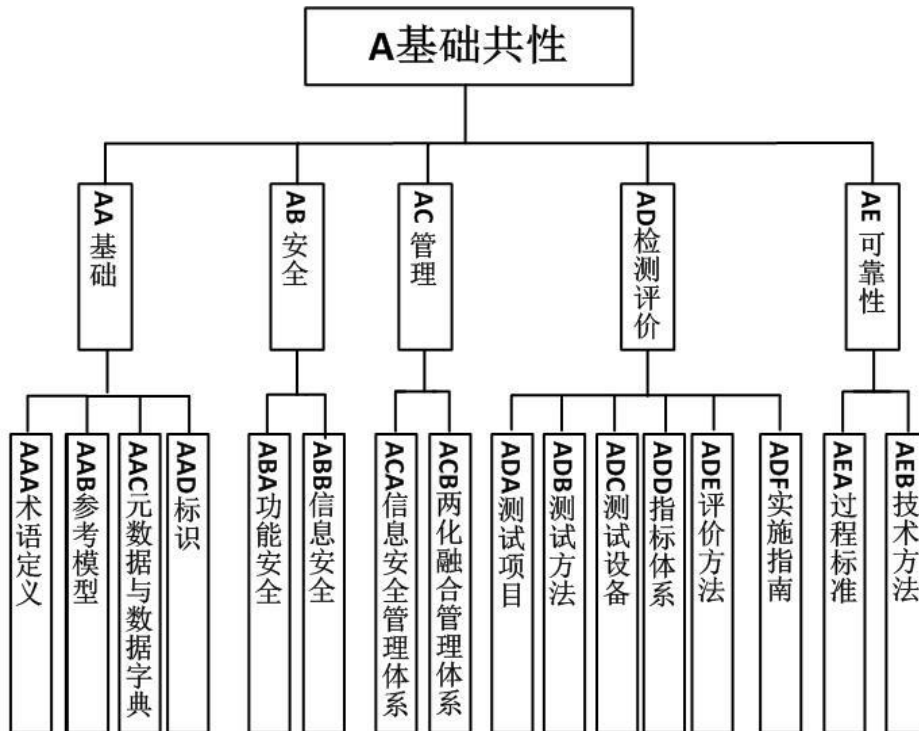 A基础共性
AA 基础
AB 安全
AC 管理
AD检测评价
AE 可靠性
AAA术语定义
AAB参考模型
AAC元数据与数据字典
AAD标识
ABA功能安全
ABB信息安全
ACA信息安全管理体系
ACB两化融合管理体系
ADA测试项目
ADB测试方法
ADC测试设备
ADD指标体系
ADE评价方法
ADF实施指南
AEA过程标准
AEB技术方法